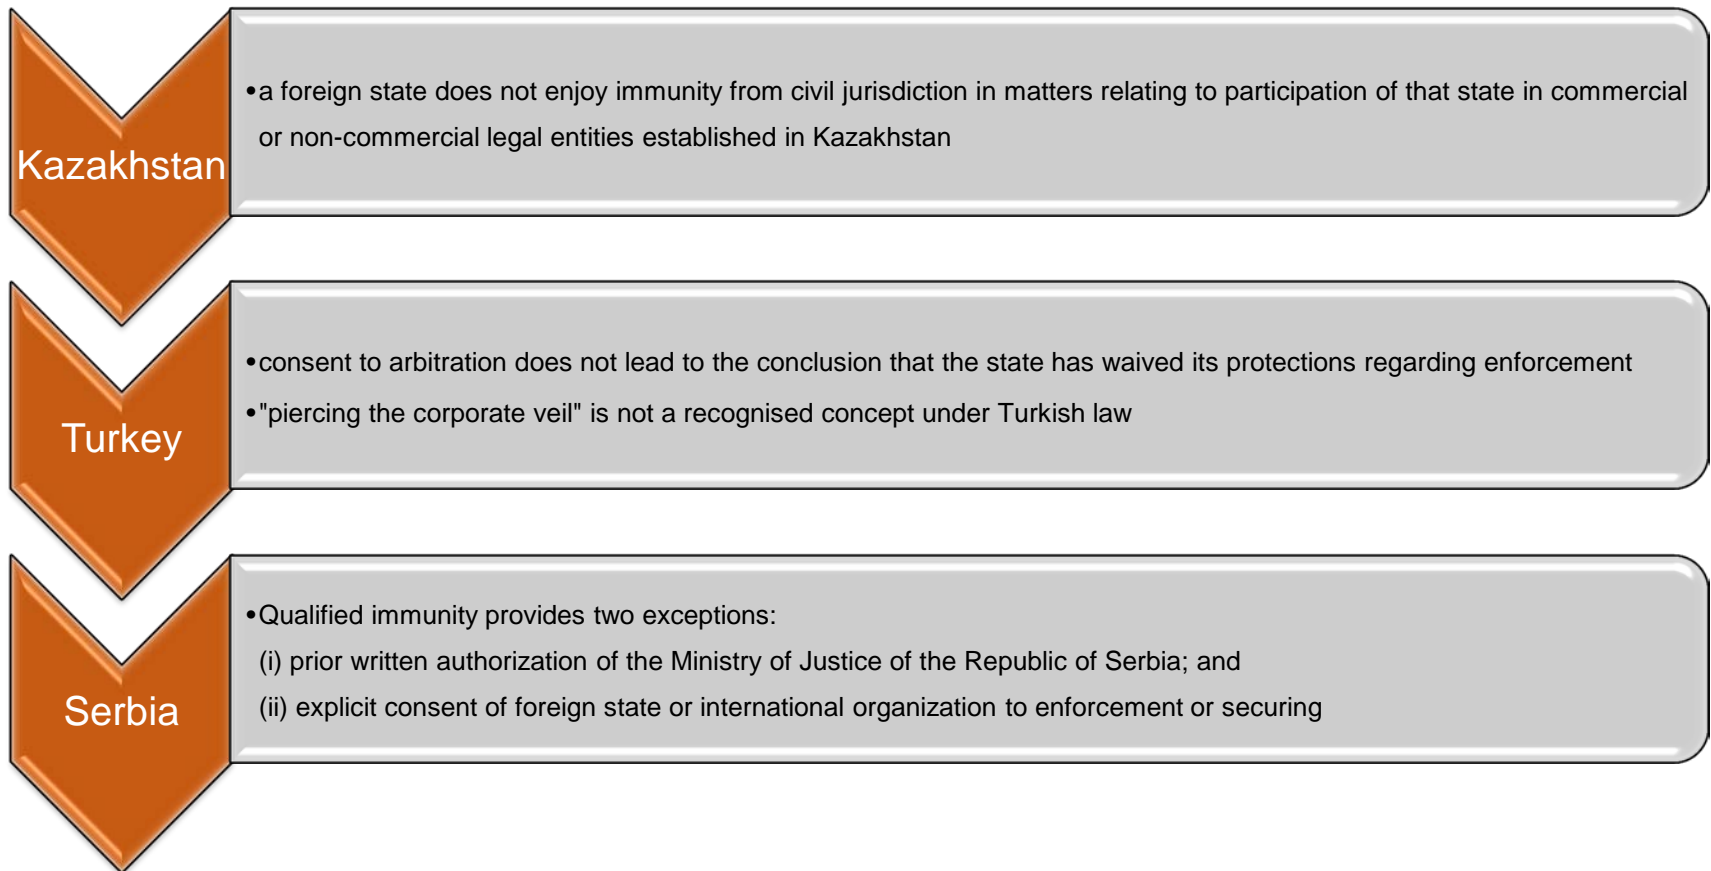 Kazakhstan
•a foreign state does not enjoy immunity from civil jurisdiction in matters relating to participation of that state in commercial
or non-commercial legal entities established in Kazakhstan
Turkey
•consent to arbitration does not lead to the conclusion that the state has waived its protections regarding enforcement
•"piercing the corporate veil" is not a recognised concept under Turkish law
Serbia
•Qualified immunity provides two exceptions:
(i) prior written authorization of the Ministry of Justice of the Republic of Serbia; and
(ii) explicit consent of foreign state or international organization to enforcement or securing